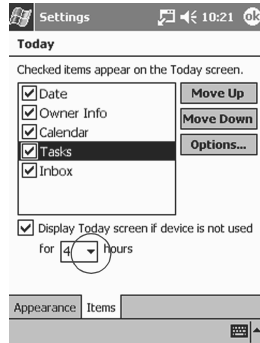 Settings 10:21 ok
Today
Checked items appear on the Today screen.
Date
Owner Info
Calendar
Tasks
Inbox
Move Up
Move Down
Options...
Display Today screen if device is not used
for 4 hours
Appearance Items